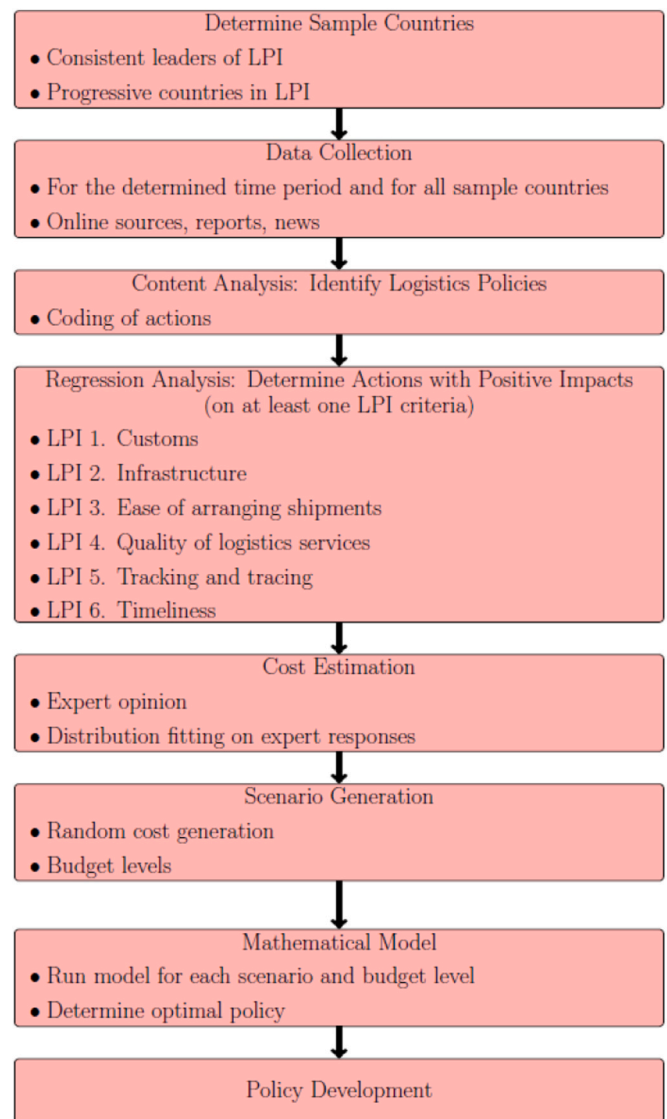 Determine Sample Countries
• Consistent leaders of LPI
• Progressive countries in LPI
Data Collection
• For the determined time period and for all sample countries
• Online sources, reports, news
Content Analysis: Identify Logistics Policies
• Coding of actions
Regression Analysis: Determine Actions with Positive Impacts
(on at least one LPI criteria)
• LPI 1. Customs
• LPI 2. Infrastructure
• LPI 3. Ease of arranging shipments
• LPI 4. Quality of logistics services
• LPI 5. Tracking and tracing
• LPI 6. Timeliness
Cost Estimation
• Expert opinion
• Distribution fitting on expert responses
Scenario Generation
• Random cost generation
• Budget levels
Mathematical Model
• Run model for each scenario and budget level
• Determine optimal policy
Policy Development